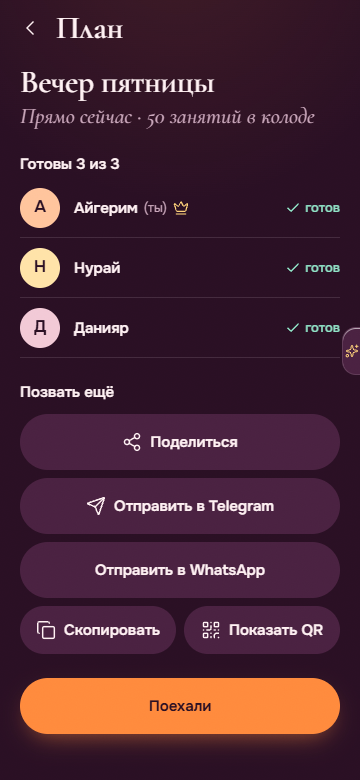 План
Вечер пятницы
Прямо сейчас · 50 занятий в колоде
Готовы 3 из 3
А Айгерим (ты) готов
Н Нурай готов
Д Данияр готов
Позвать ещё
Поделиться
Отправить в Telegram
Отправить в WhatsApp
Скопировать Показать QR
Поехали